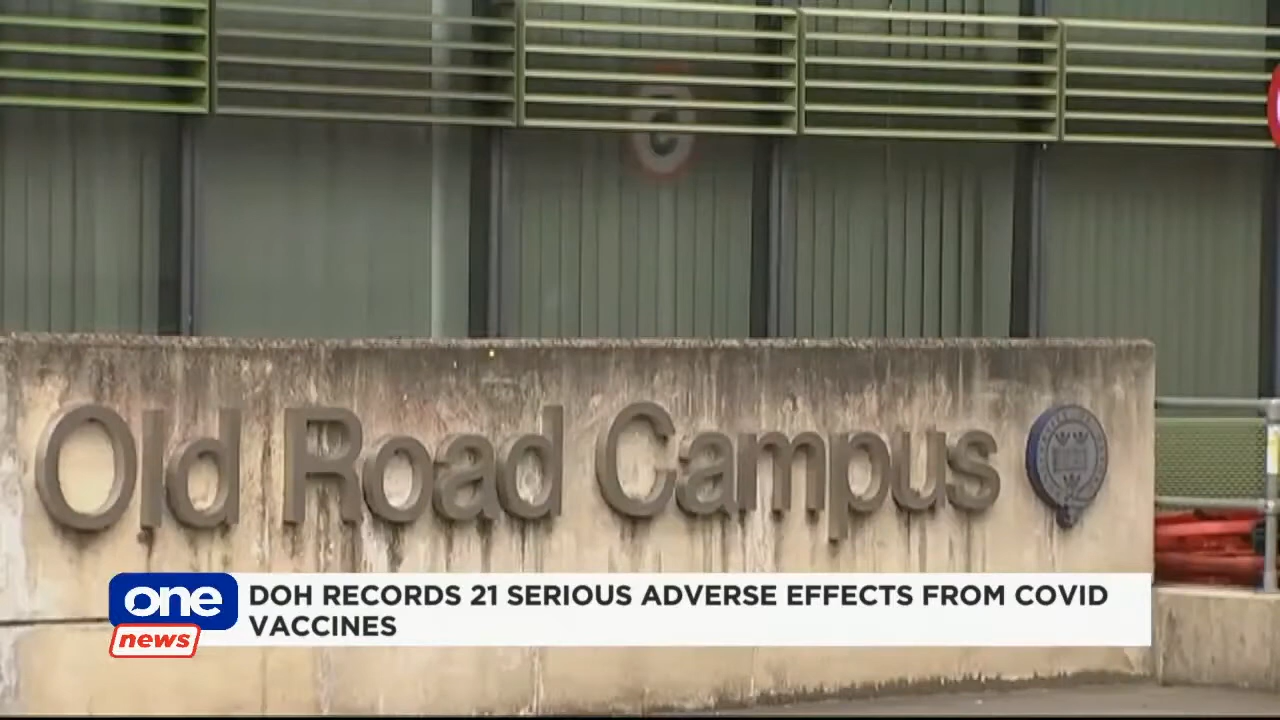 Old Road Campus
one
news
DOH RECORDS 21 SERIOUS ADVERSE EFFECTS FROM COVID
VACCINES